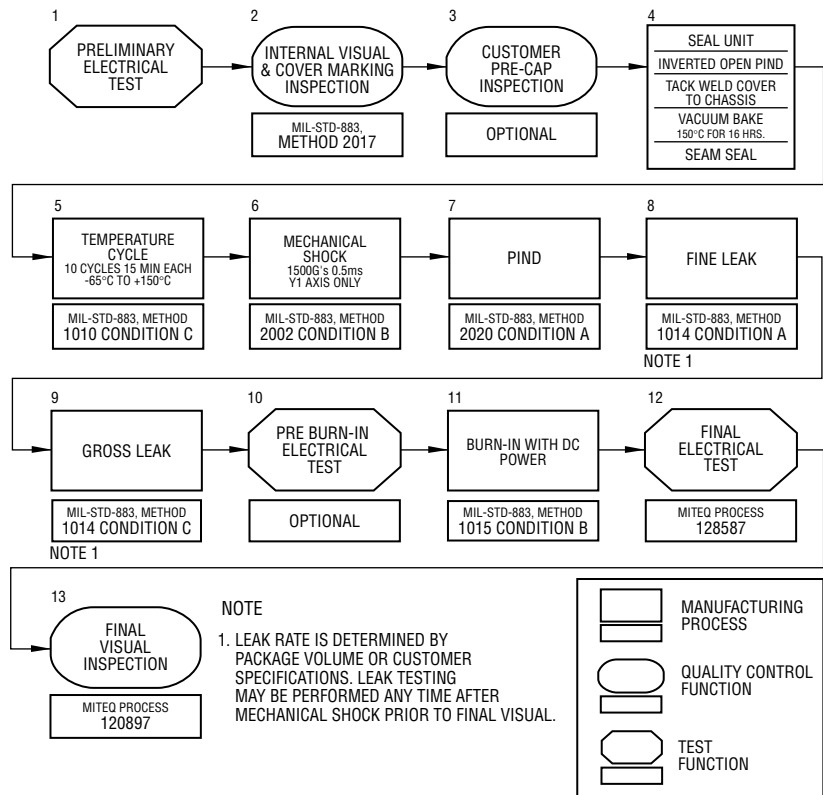 1
PRELIMINARY
ELECTRICAL
TEST
2
INTERNAL VISUAL
& COVER MARKING
INSPECTION
MIL-STD-883,
METHOD 2017
3
CUSTOMER
PRE-CAP
INSPECTION
OPTIONAL
4
SEAL UNIT
INVERTED OPEN PIND
TACK WELD COVER
TO CHASSIS
VACUUM BAKE
150°C FOR 16 HRS.
SEAM SEAL
5
TEMPERATURE
CYCLE
10 CYCLES 15 MIN EACH
-65°C TO +150°C
MIL-STD-883, METHOD
1010 CONDITION C
6
MECHANICAL
SHOCK
1500G's 0.5ms
Y1 AXIS ONLY
MIL-STD-883, METHOD
2002 CONDITION B
7
PIND
MIL-STD-883, METHOD
2020 CONDITION A
8
FINE LEAK
MIL-STD-883, METHOD
1014 CONDITION A
NOTE 1
9
GROSS LEAK
MIL-STD-883, METHOD
1014 CONDITION C
NOTE 1
10
PRE BURN-IN
ELECTRICAL
TEST
OPTIONAL
11
BURN-IN WITH DC
POWER
MIL-STD-883, METHOD
1015 CONDITION B
12
FINAL
ELECTRICAL
TEST
MITEQ PROCESS
128587
13
FINAL
VISUAL
INSPECTION
MITEQ PROCESS
120897
NOTE
1. LEAK RATE IS DETERMINED BY
PACKAGE VOLUME OR CUSTOMER
SPECIFICATIONS. LEAK TESTING
MAY BE PERFORMED ANY TIME AFTER
MECHANICAL SHOCK PRIOR TO FINAL VISUAL.
MANUFACTURING
PROCESS
QUALITY CONTROL
FUNCTION
TEST
FUNCTION